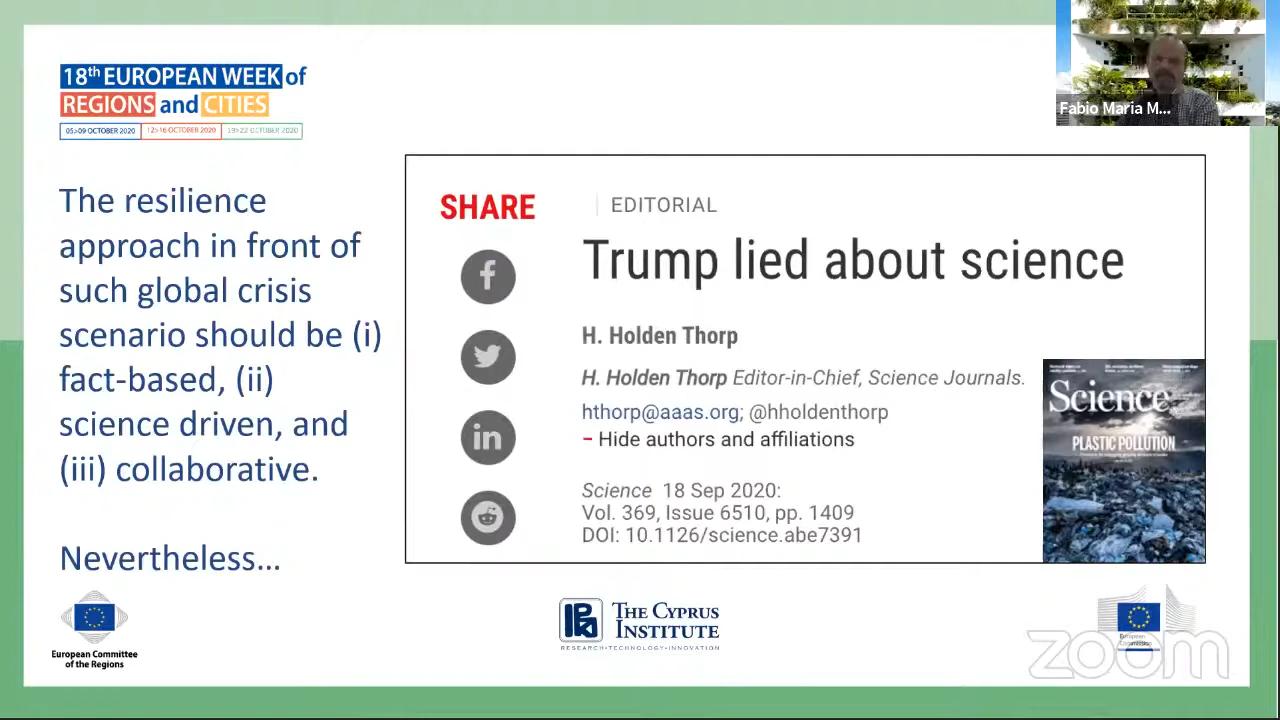 18th EUROPEAN WEEK of
REGIONS and CITIES
05>09 OCTOBER 2020 12>16 OCTOBER 2020 19>22 OCTOBER 2020
Fabio Maria M...
The resilience
approach in front of
such global crisis
scenario should be (i)
fact-based, (ii)
science driven, and
(iii) collaborative.
Nevertheless...
SHARE
EDITORIAL
Trump lied about science
H. Holden Thorp
H. Holden Thorp Editor-in-Chief, Science Journals.
hthorp@aaas.org; @hholdenthorp
– Hide authors and affiliations
Science 18 Sep 2020:
Vol. 369, Issue 6510, pp. 1409
DOI: 10.1126/science.abe7391
Science
PLASTIC POLLUTION
European Committee
of the Regions
THE CYPRUS
INSTITUTE
RESEARCH•TECHNOLOGY•INNOVATION
European
Commission
zoom